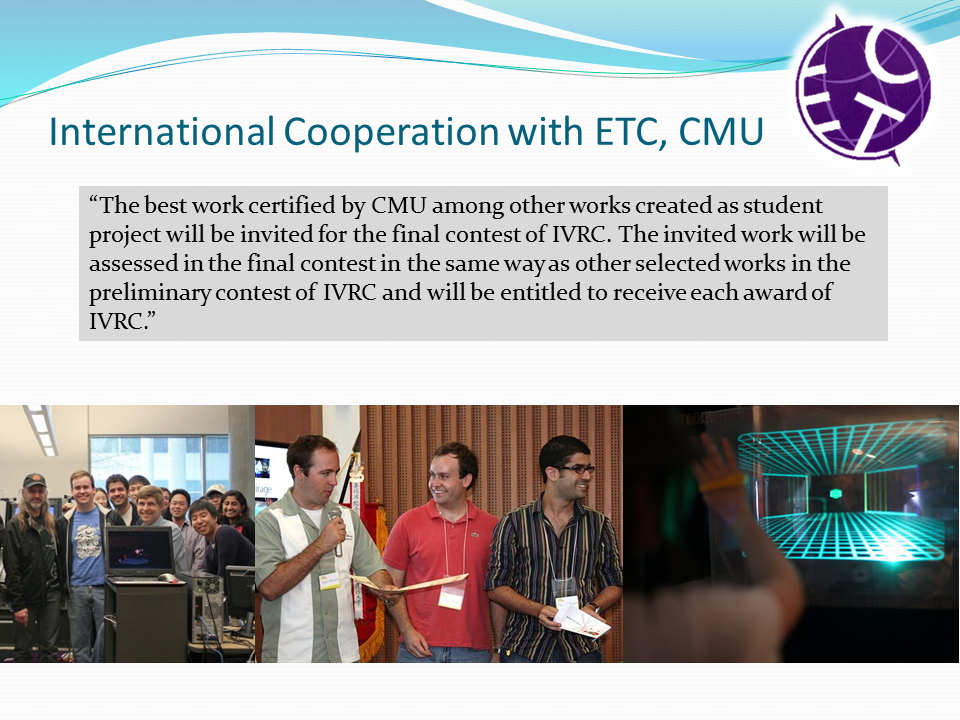 International Cooperation with ETC, CMU
ETC
“The best work certified by CMU among other works created as student
project will be invited for the final contest of IVRC. The invited work will be
assessed in the final contest in the same way as other selected works in the
preliminary contest of IVRC and will be entitled to receive each award of
IVRC.”